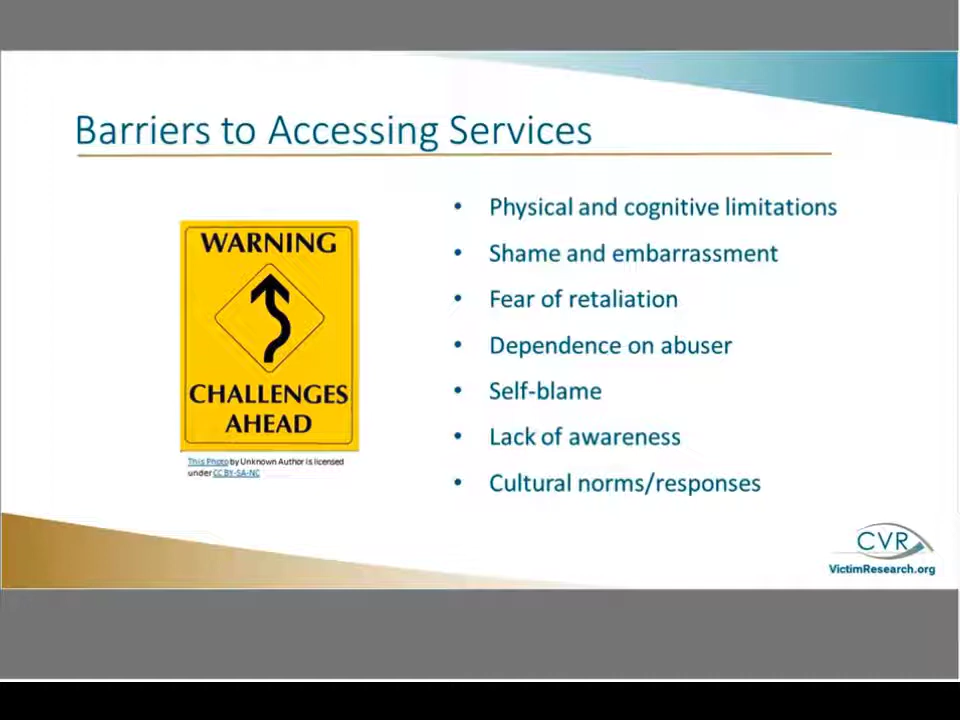 Barriers to Accessing Services
WARNING
CHALLENGES
AHEAD
This Photo by Unknown Author is licensed
under CC BY-SA-NC
• Physical and cognitive limitations
• Shame and embarrassment
• Fear of retaliation
• Dependence on abuser
• Self-blame
• Lack of awareness
• Cultural norms/responses
CVR
VictimResearch.org